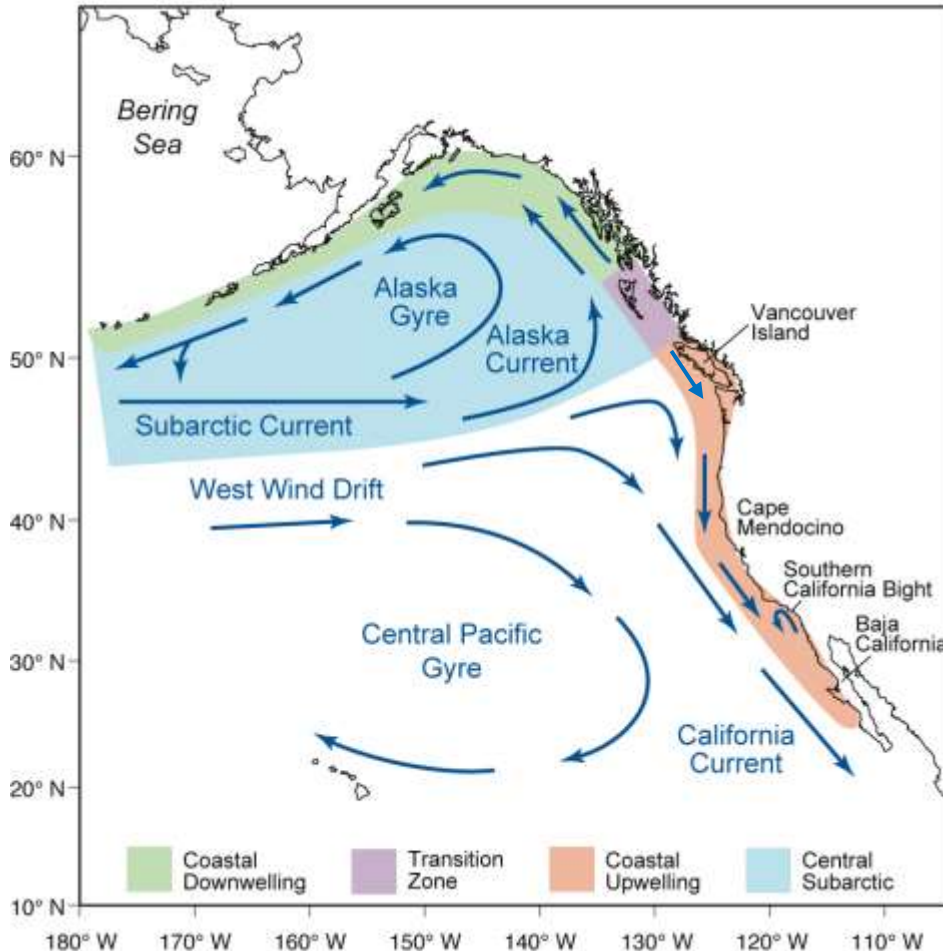 Bering
Sea
60° N
50° N
40° N
30° N
20° N
10° N
Alaska
Gyre
Alaska
Current
Subarctic Current
West Wind Drift
Central Pacific
Gyre
California
Current
Vancouver
Island
Cape
Mendocino
Southern
California Bight
Baja
California
Coastal
Downwelling
Transition
Zone
Coastal
Upwelling
Central
Subarctic
180° W
170° W
160° W
150° W
140° W
130° W
120° W
110° W